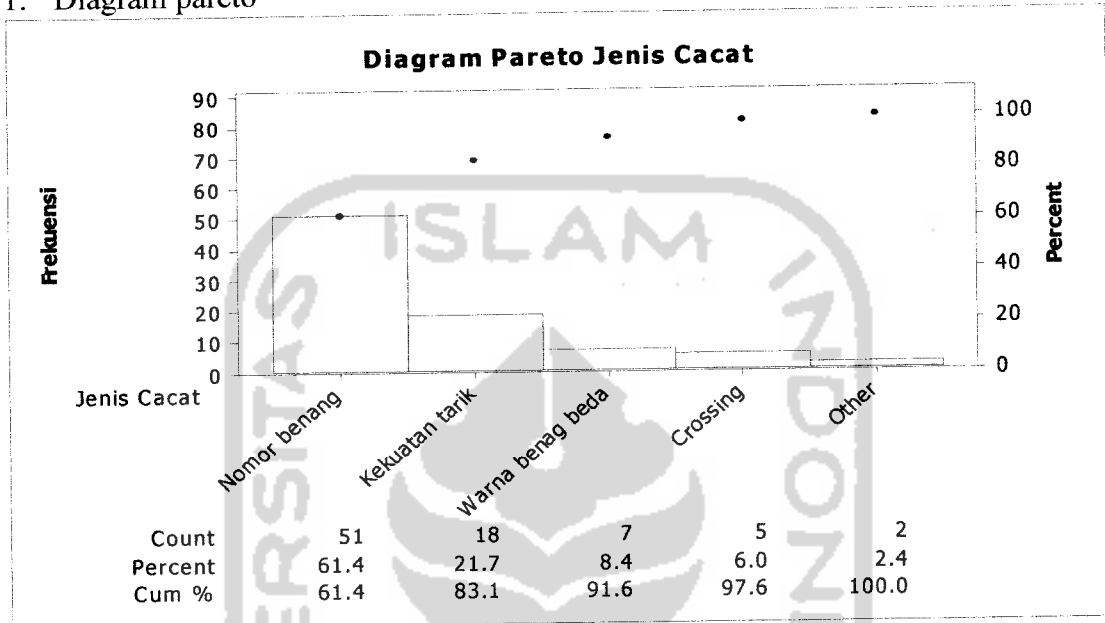 1. Diagram pareto
Diagram Pareto Jenis Cacat
90
80
70
60
50
40
30
20
10
0
Frekuensi
100
80
60
40
20
0
Percent
Jenis Cacat
Nomor benang
Kekuatan tarik
Warna benag beda
Crossing
Other
Count 51 18 7 5 2
Percent 61.4 21.7 8.4 6.0 2.4
Cum % 61.4 83.1 91.6 97.6 100.0
ISLAM